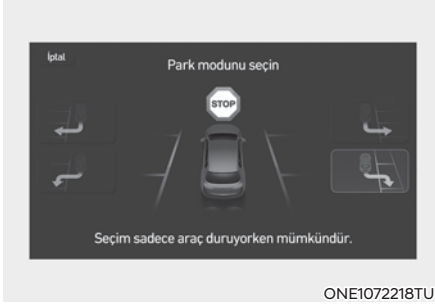 İptal
Park modunu seçin
STOP
Seçim sadece araç duruyorken mümkündür.
ONE1072218TU